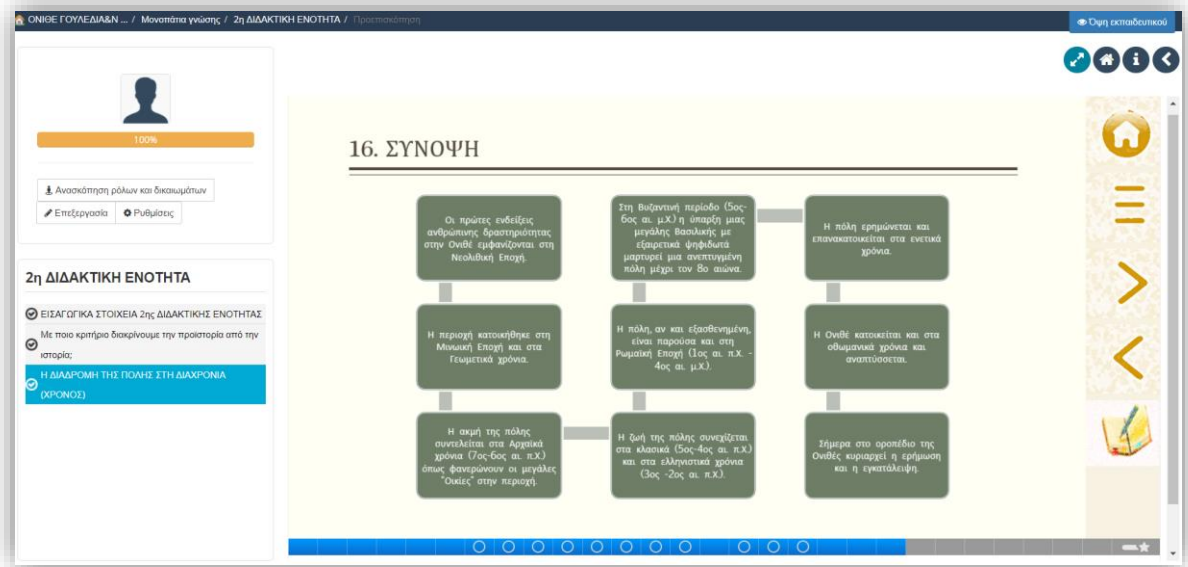 ΟΝΙΘΕ ΓΟΥΛΕΔΙΑ&Ν ... / Μονοπάτια γνώσης / 2η ΔΙΔΑΚΤΙΚΗ ΕΝΟΤΗΤΑ / Προεπισκόπηση
Όψη εκπαιδευτικού
100%
Ανασκόπηση ρόλων και δικαιωμάτων
Επεξεργασία Ρυθμίσεις
2η ΔΙΔΑΚΤΙΚΗ ΕΝΟΤΗΤΑ
ΕΙΣΑΓΩΓΙΚΑ ΣΤΟΙΧΕΙΑ 2ης ΔΙΔΑΚΤΙΚΗΣ ΕΝΟΤΗΤΑΣ
Με ποιο κριτήριο διακρίνουμε την προϊστορία από την
ιστορία;
Η ΔΙΑΔΡΟΜΗ ΤΗΣ ΠΟΛΗΣ ΣΤΗ ΔΙΑΧΡΟΝΙΑ
(ΧΡΟΝΟΣ)
16. ΣΥΝΟΨΗ
Οι πρώτες ενδείξεις
ανθρώπινης δραστηριότητας
στην Ονιθέ εμφανίζονται στη
Νεολιθική Εποχή.
Η περιοχή κατοικήθηκε στη
Μινωική Εποχή και στα
Γεωμετικά χρόνια.
Η ακμή της πόλης
συντελείται στα Αρχαϊκά
χρόνια (7ος-6ος αι. π.Χ.)
όπως φανερώνουν οι μεγάλες
"Οικίες" στην περιοχή.
Η ζωή της πόλης συνεχίζεται
στα κλασικά (5ος-4ος αι. π.Χ.)
και στα ελληνιστικά χρόνια
(3ος -2ος αι. π.Χ.).
Η πόλη, αν και εξασθενημένη,
είναι παρούσα και στη
Ρωμαϊκή Εποχή (1ος αι. π.Χ. -
4ος αι. μ.Χ.).
Στη Βυζαντινή περίοδο (5ος-
6ος αι. μ.Χ.) η ύπαρξη μιας
μεγάλης Βασιλικής με
εξαιρετικά ψηφιδωτά
μαρτυρεί μια ανεπτυγμένη
πόλη μέχρι τον 8ο αιώνα.
Η πόλη ερημώνεται και
επανακατοικείται στα ενετικά
χρόνια.
Η Ονιθέ κατοικείται και στα
οθωμανικά χρόνια και
αναπτύσσεται.
Σήμερα στο οροπέδιο της
Ονιθές κυριαρχεί η ερήμωση
και η εγκατάλειψη.